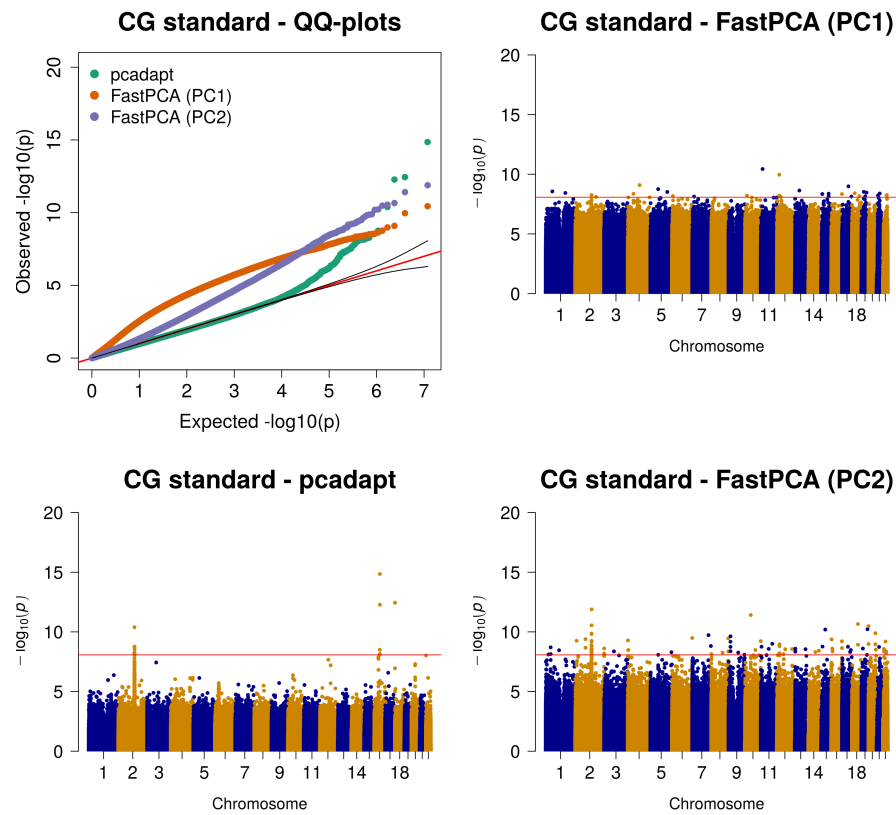 CG standard - QQ-plots
20
15
10
5
0
Observed -log10(p)
pcadapt
FastPCA (PC1)
FastPCA (PC2)
0 1 2 3 4 5 6 7
Expected -log10(p)
CG standard - FastPCA (PC1)
20
15
10
5
0
− log10(p)
1 2 3 5 7 9 11 14 18
Chromosome
CG standard - pcadapt
20
15
10
5
0
− log10(p)
1 2 3 5 7 9 11 14 18
Chromosome
CG standard - FastPCA (PC2)
20
15
10
5
0
− log10(p)
1 2 3 5 7 9 11 14 18
Chromosome